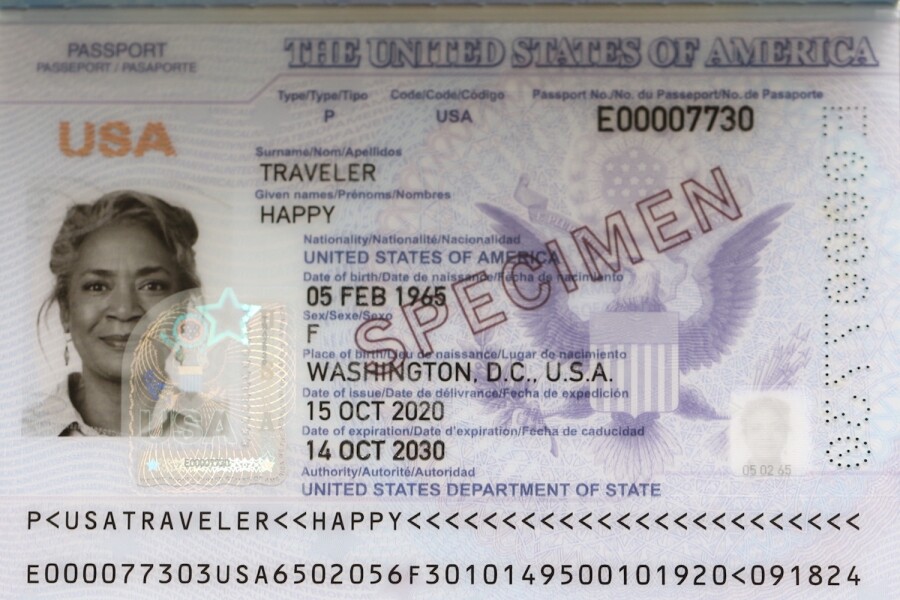 PASSPORT
PASSEPORT / PASAPORTE
THE UNITED STATES OF AMERICA
Type/Type/Tipo Code/Code/Código Passport No./No. du Passeport/No. de Pasaporte
P USA E00007730
USA
Surname/Nom/Apellidos
TRAVELER
Given names/Prénoms/Nombres
HAPPY
Nationality/Nationalité/Nacionalidad
UNITED STATES OF AMERICA
Date of birth/Date de naissance/Fecha de nacimiento
05 FEB 1965
Sex/Sexe/Sexo
F
Place of birth/Lieu de naissance/Lugar de nacimiento
WASHINGTON, D.C., U.S.A.
Date of issue/Date de délivrance/Fecha de expedición
15 OCT 2020
Date of expiration/Date d'expiration/Fecha de caducidad
14 OCT 2030
Authority/Autorité/Autoridad
UNITED STATES DEPARTMENT OF STATE
SPECIMEN
USA
05 02 65
P<USATRAVELER<<HAPPY<<<<<<<<<<<<<<<<<<<<<<<<
E000077303USA6502056F3010149500101920<091824